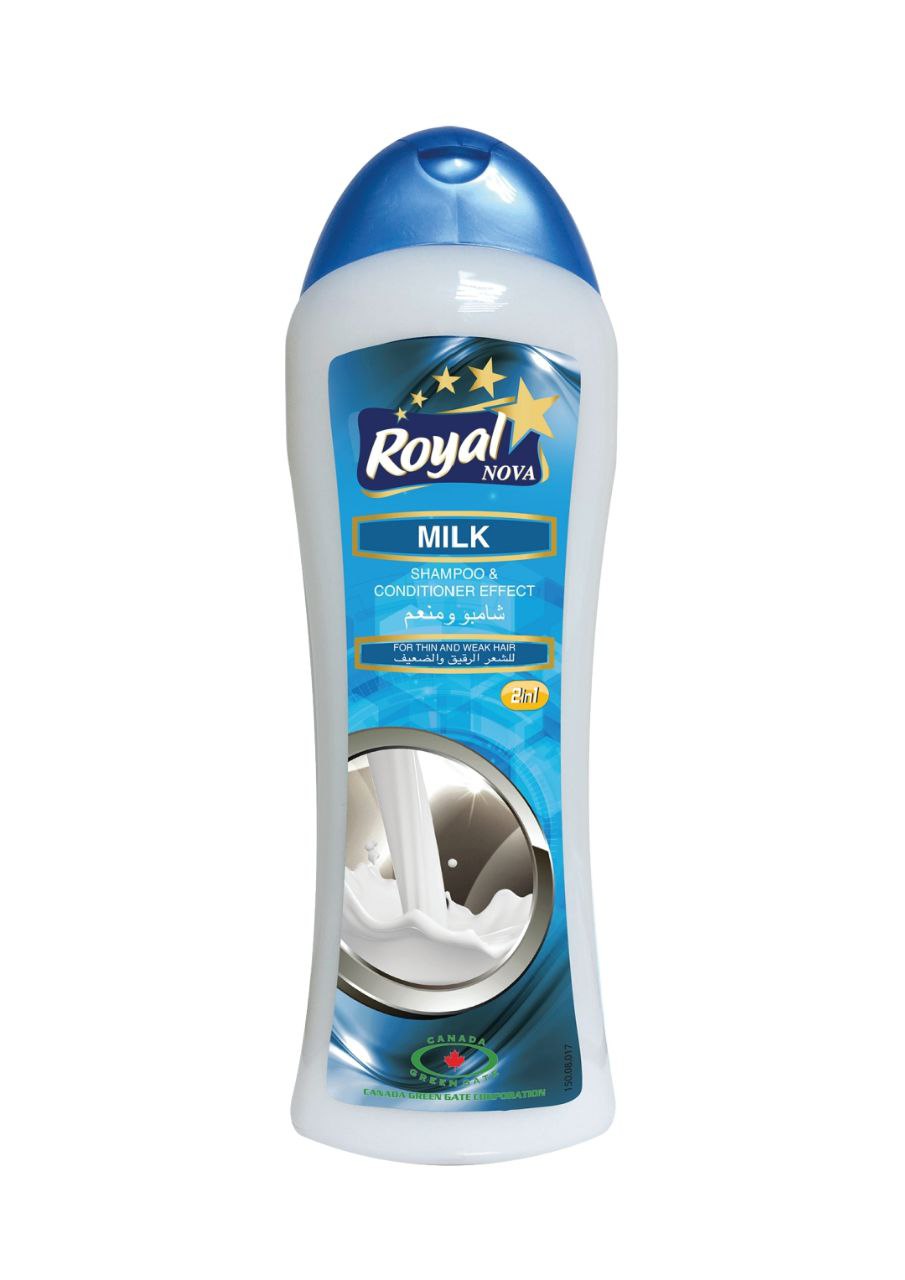 Royal
NOVA
MILK
SHAMPOO &
CONDITIONER EFFECT
شامبو ومنعم
FOR THIN AND WEAK HAIR
للشعر الرقيق والضعيف
2in1
CANADA
GREEN GATE
CANADA GREEN GATE CORPORATION
150.08.017